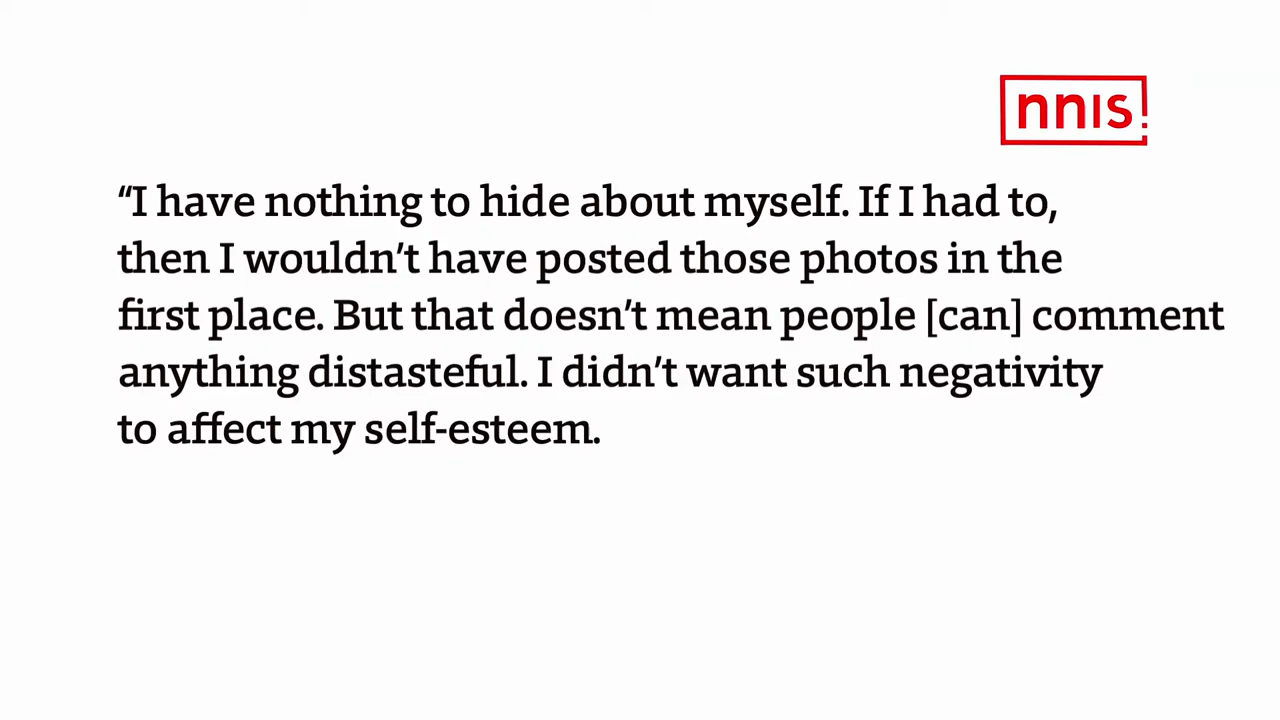 nnis!
“I have nothing to hide about myself. If I had to,
then I wouldn’t have posted those photos in the
first place. But that doesn’t mean people [can] comment
anything distasteful. I didn’t want such negativity
to affect my self-esteem.